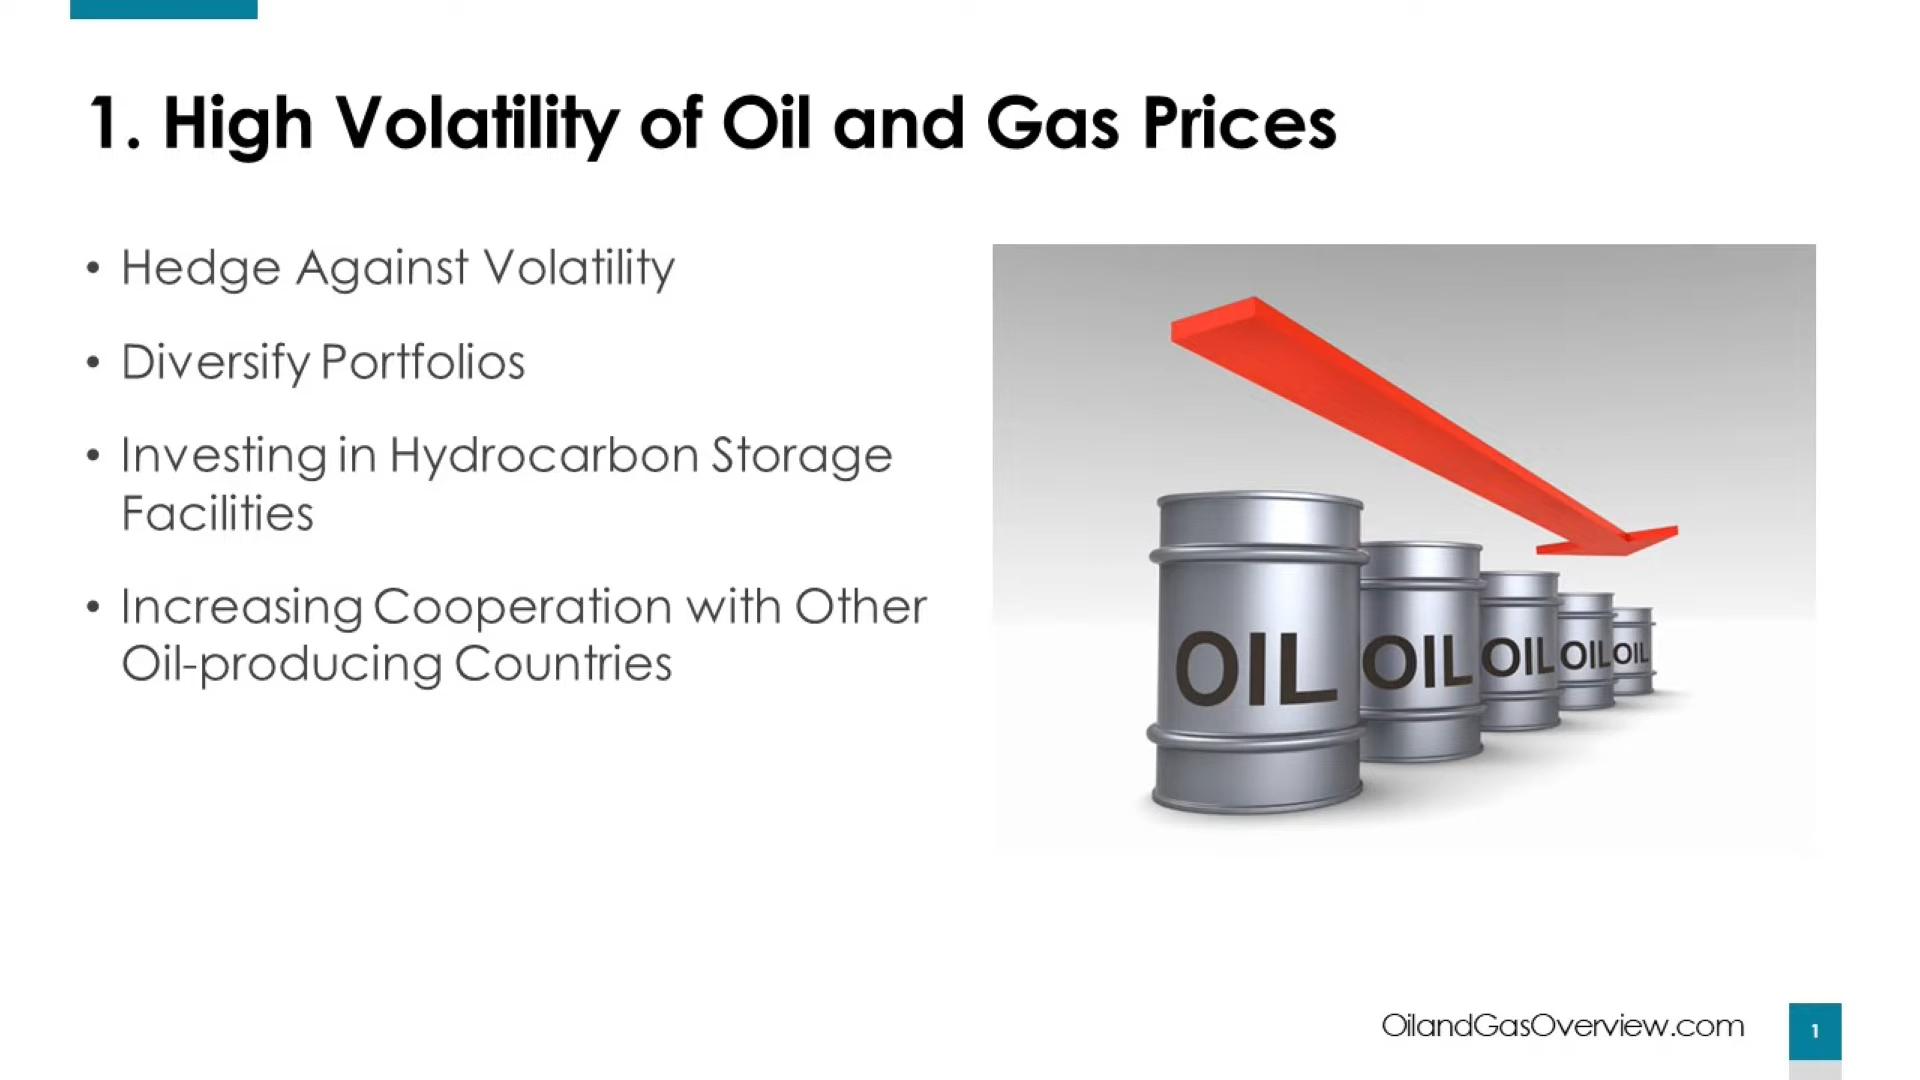 1. High Volatility of Oil and Gas Prices
• Hedge Against Volatility
• Diversify Portfolios
• Investing in Hydrocarbon Storage
Facilities
• Increasing Cooperation with Other
Oil-producing Countries
OIL OIL OIL OIL OIL
OilandGasOverview.com
1